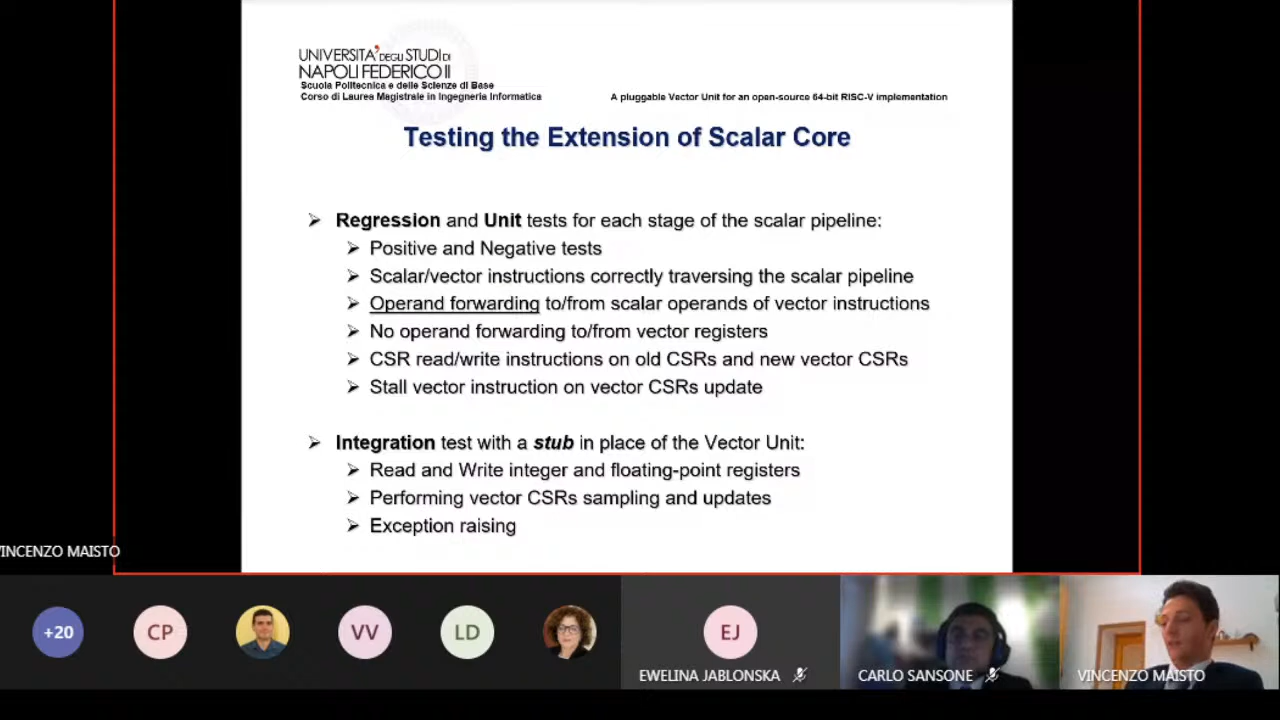 UNIVERSITA' DEGLI STUDI DI
NAPOLI FEDERICO II
Scuola Politecnica e delle Scienze di Base
Corso di Laurea Magistrale in Ingegneria Informatica
A pluggable Vector Unit for an open-source 64-bit RISC-V implementation
Testing the Extension of Scalar Core
➢ Regression and Unit tests for each stage of the scalar pipeline:
➢ Positive and Negative tests
➢ Scalar/vector instructions correctly traversing the scalar pipeline
➢ Operand forwarding to/from scalar operands of vector instructions
➢ No operand forwarding to/from vector registers
➢ CSR read/write instructions on old CSRs and new vector CSRs
➢ Stall vector instruction on vector CSRs update
➢ Integration test with a stub in place of the Vector Unit:
➢ Read and Write integer and floating-point registers
➢ Performing vector CSRs sampling and updates
➢ Exception raising
VINCENZO MAISTO
+20
CP
VV
LD
EJ
EWELINA JABLONSKA
CARLO SANSONE
VINCENZO MAISTO